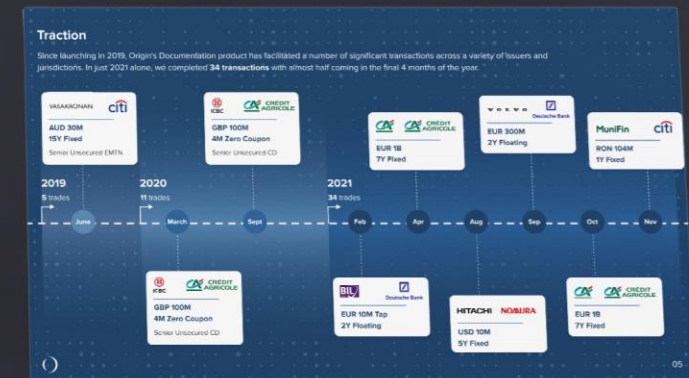 Traction
Since launching in 2019, Origin's Documentation product has facilitated a number of significant transactions across a variety of issuers and
jurisdictions. In just 2021 alone, we completed 34 transactions with almost half coming in the final 4 months of the year.
VASAKRONAN citi
AUD 30M
15Y Fixed
Senior Unsecured EMTN
ICBC CRÉDIT AGRICOLE
GBP 100M
4M Zero Coupon
Senior Unsecured CD
CA CA CRÉDIT AGRICOLE
EUR 1B
7Y Fixed
VOLVO Deutsche Bank
EUR 300M
2Y Floating
MuniFin citi
RON 104M
1Y Fixed
2019
5 trades
2020
11 trades
2021
34 trades
June
March
Sept
Feb
Apr
Aug
Sep
Oct
Nov
ICBC CRÉDIT AGRICOLE
GBP 100M
4M Zero Coupon
Senior Unsecured CD
BIL Deutsche Bank
EUR 10M Tap
2Y Floating
HITACHI NOMURA
USD 10M
5Y Fixed
CA CA CRÉDIT AGRICOLE
EUR 1B
7Y Fixed
05